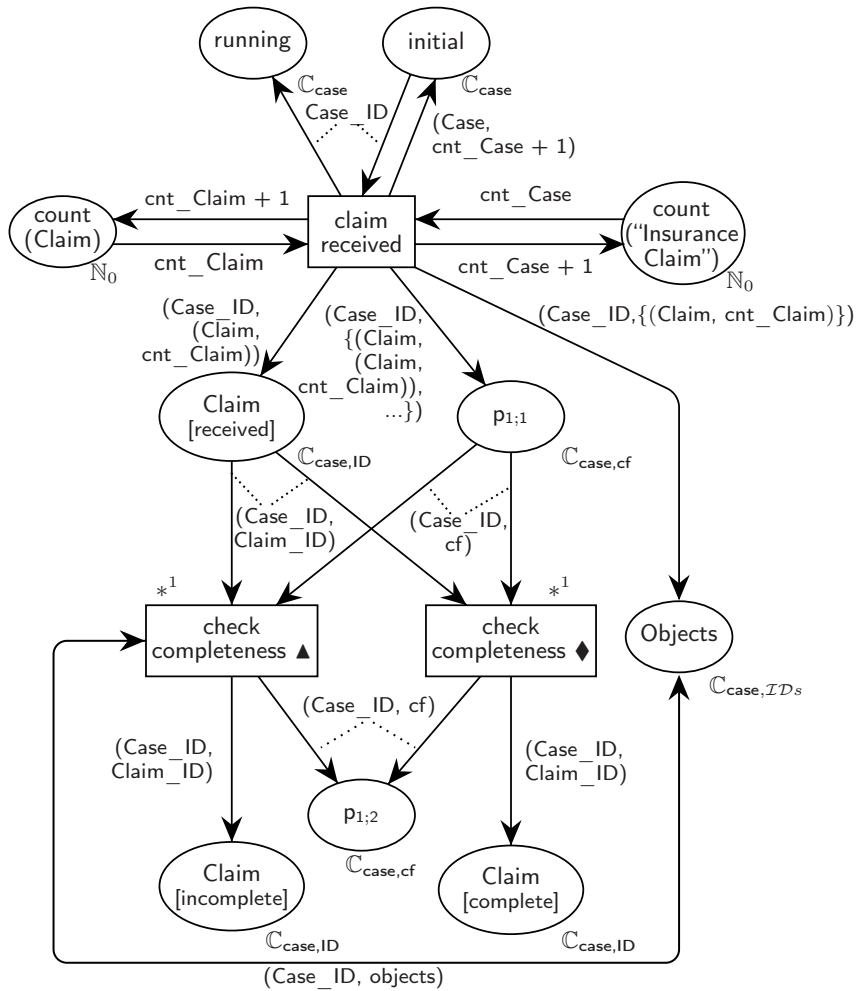 running
initial
ℂcase
ℂcase
Case_ID
(Case,
cnt_Case + 1)
cnt_Claim + 1
cnt_Case
count
(Claim)
claim
received
count
(“Insurance
Claim”)
cnt_Claim
cnt_Case + 1
ℕ0
ℕ0
(Case_ID,
(Claim,
cnt_Claim))
(Case_ID,
{(Claim,
(Claim,
cnt_Claim)),
...})
(Case_ID,{(Claim, cnt_Claim)})
Claim
[received]
p1;1
ℂcase,ID
ℂcase,cf
(Case_ID,
Claim_ID)
(Case_ID,
cf)
*1
*1
check
completeness ▲
check
completeness ♦
Objects
ℂcase,𝓘𝓓s
(Case_ID, cf)
(Case_ID,
Claim_ID)
(Case_ID,
Claim_ID)
p1;2
ℂcase,cf
Claim
[incomplete]
Claim
[complete]
ℂcase,ID
ℂcase,ID
(Case_ID, objects)